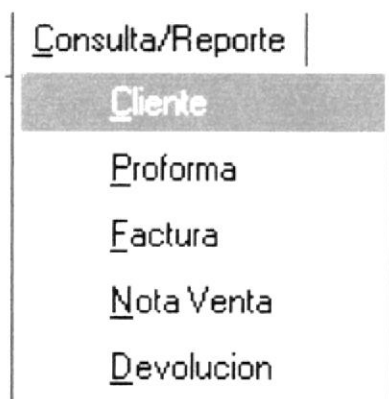 Consulta/Reporte
Cliente
Proforma
Factura
Nota Venta
Devolucion